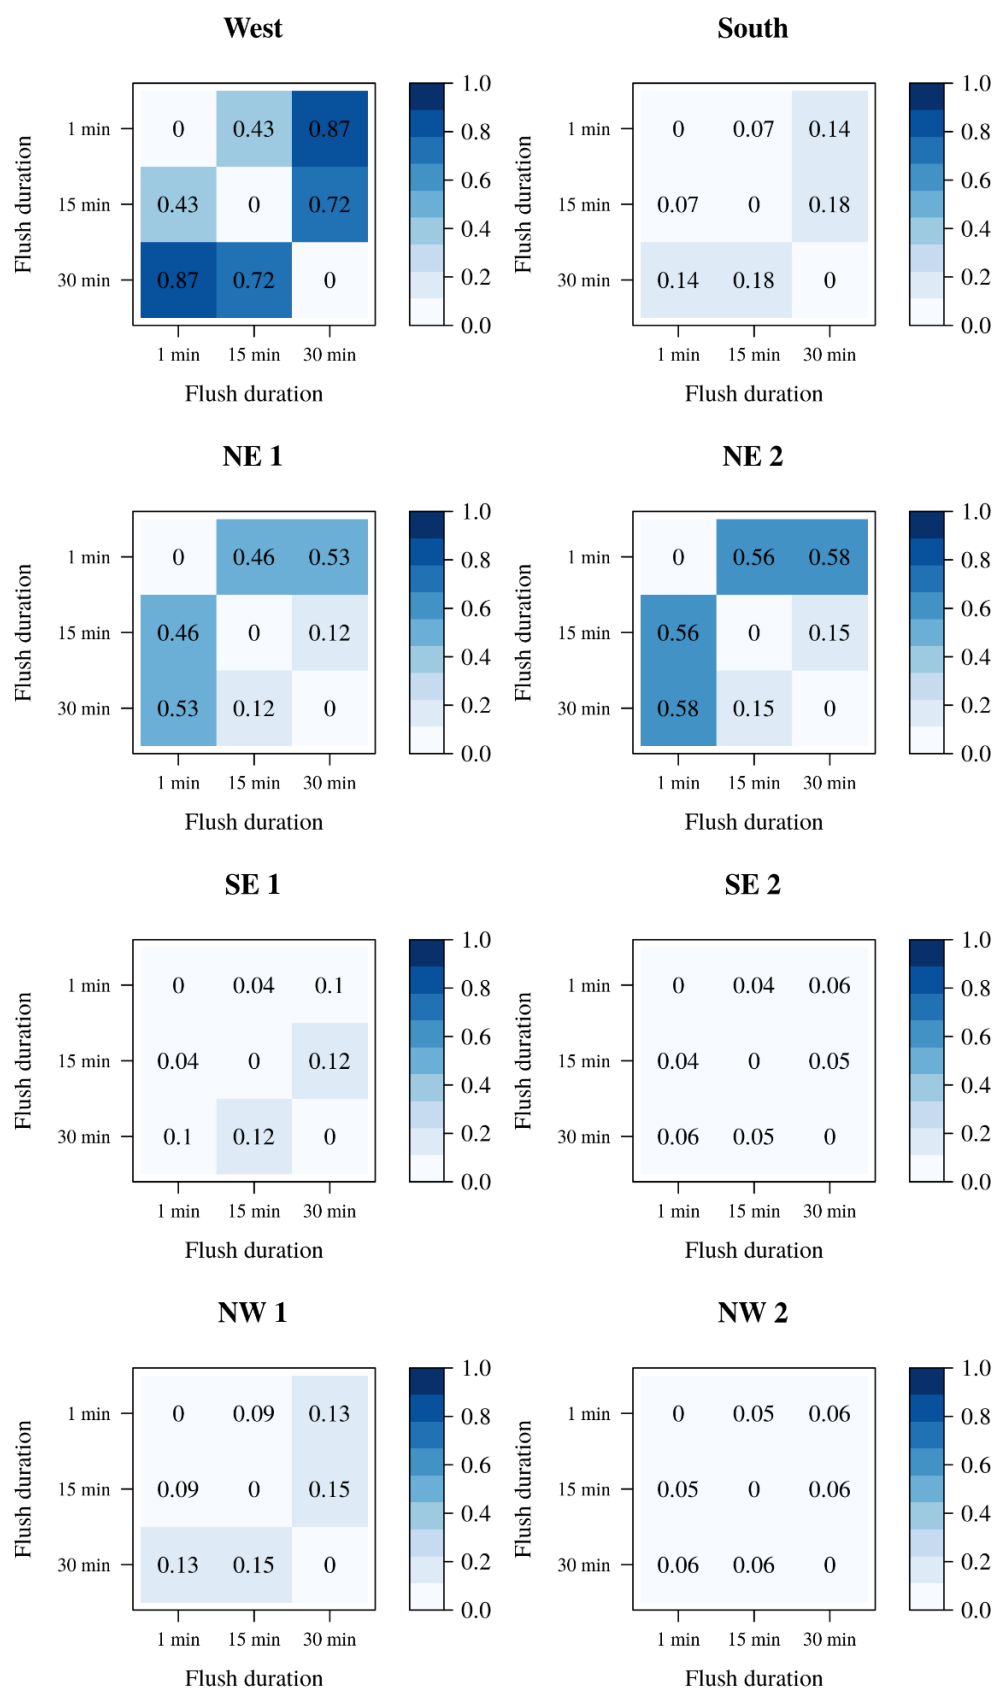 West
South
Flush duration
1 min
15 min
30 min
0 0.43 0.87
0.43 0 0.72
0.87 0.72 0
1 min 15 min 30 min
Flush duration
1.0
0.8
0.6
0.4
0.2
0.0
Flush duration
1 min
15 min
30 min
0 0.07 0.14
0.07 0 0.18
0.14 0.18 0
1 min 15 min 30 min
Flush duration
1.0
0.8
0.6
0.4
0.2
0.0
NE 1
NE 2
Flush duration
1 min
15 min
30 min
0 0.46 0.53
0.46 0 0.12
0.53 0.12 0
1 min 15 min 30 min
Flush duration
1.0
0.8
0.6
0.4
0.2
0.0
Flush duration
1 min
15 min
30 min
0 0.56 0.58
0.56 0 0.15
0.58 0.15 0
1 min 15 min 30 min
Flush duration
1.0
0.8
0.6
0.4
0.2
0.0
SE 1
SE 2
Flush duration
1 min
15 min
30 min
0 0.04 0.1
0.04 0 0.12
0.1 0.12 0
1 min 15 min 30 min
Flush duration
1.0
0.8
0.6
0.4
0.2
0.0
Flush duration
1 min
15 min
30 min
0 0.04 0.06
0.04 0 0.05
0.06 0.05 0
1 min 15 min 30 min
Flush duration
1.0
0.8
0.6
0.4
0.2
0.0
NW 1
NW 2
Flush duration
1 min
15 min
30 min
0 0.09 0.13
0.09 0 0.15
0.13 0.15 0
1 min 15 min 30 min
Flush duration
1.0
0.8
0.6
0.4
0.2
0.0
Flush duration
1 min
15 min
30 min
0 0.05 0.06
0.05 0 0.06
0.06 0.06 0
1 min 15 min 30 min
Flush duration
1.0
0.8
0.6
0.4
0.2
0.0